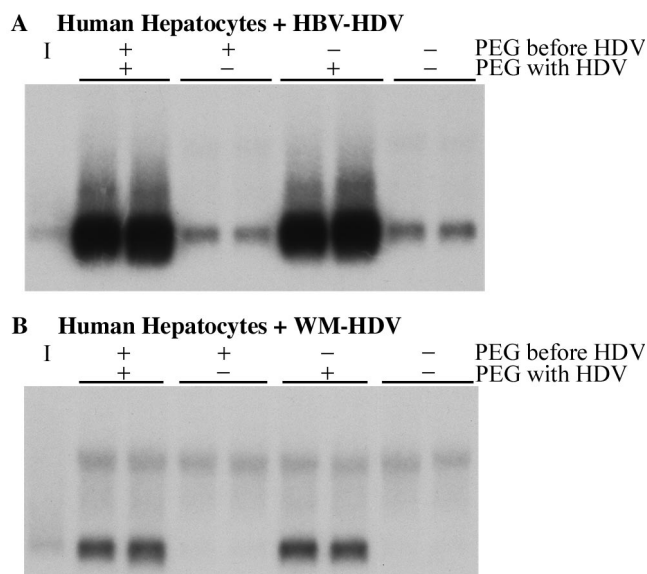 A Human Hepatocytes + HBV-HDV
I + + − − PEG before HDV
+ − + − PEG with HDV
B Human Hepatocytes + WM-HDV
I + + − − PEG before HDV
+ − + − PEG with HDV